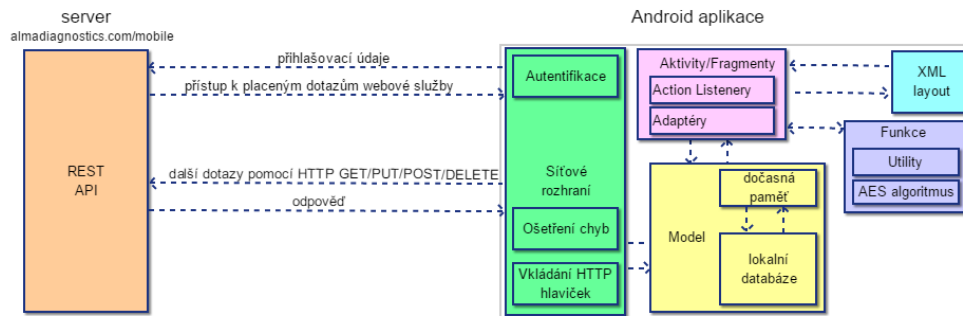 server
almadiagnostics.com/mobile
Android aplikace
přihlašovací údaje
přístup k placeným dotazům webové služby
REST
API
další dotazy pomocí HTTP GET/PUT/POST/DELETE
odpověď
Autentifikace
Síťové
rozhraní
Ošetření chyb
Vkládání HTTP
hlaviček
Aktivity/Fragmenty
Action Listenery
Adaptéry
XML
layout
Funkce
Utility
AES algoritmus
Model
dočasná
paměť
lokalní
databáze